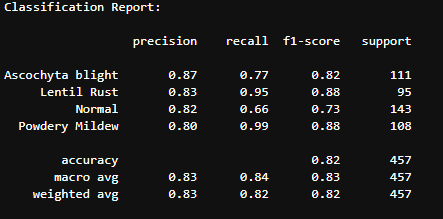 Classification Report:
precision recall f1-score support
Ascochyta blight 0.87 0.77 0.82 111
Lentil Rust 0.83 0.95 0.88 95
Normal 0.82 0.66 0.73 143
Powdery Mildew 0.80 0.99 0.88 108
accuracy 0.82 457
macro avg 0.83 0.84 0.83 457
weighted avg 0.83 0.82 0.82 457